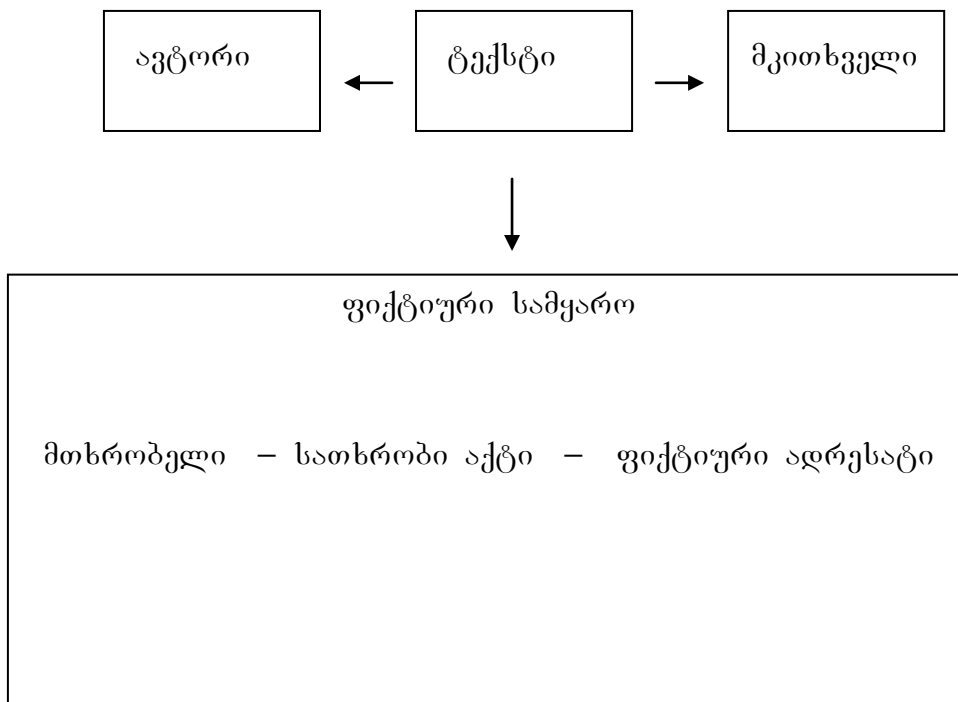 ავტორი ტექსტი მკითხველი
ფიქტიური სამყარო
მთხრობელი – სათხრობი აქტი – ფიქტიური ადრესატი